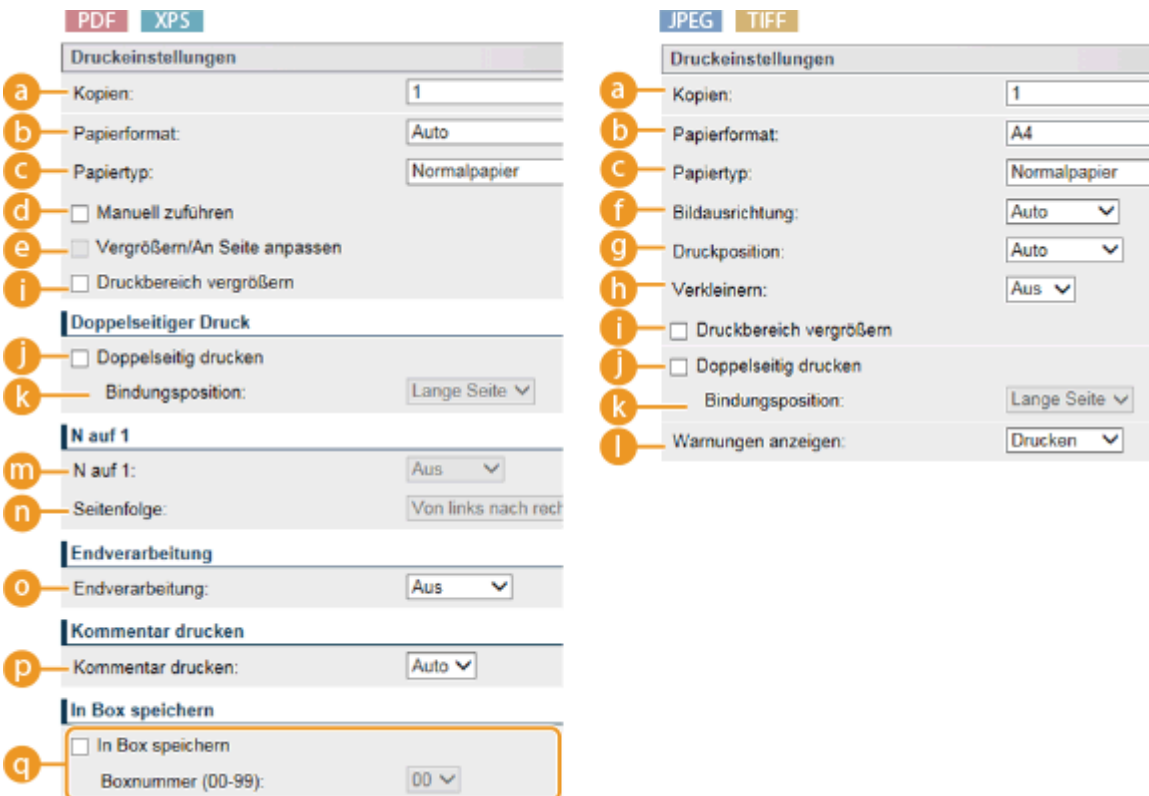 PDF XPS
Druckeinstellungen
a Kopien: 1
b Papierformat: Auto
c Papiertyp: Normalpapier
d Manuell zuführen
e Vergrößern/An Seite anpassen
i Druckbereich vergrößern
Doppelseitiger Druck
j Doppelseitig drucken
k Bindungsposition: Lange Seite
N auf 1
m N auf 1: Aus
n Seitenfolge: Von links nach rech
Endverarbeitung
o Endverarbeitung: Aus
Kommentar drucken
p Kommentar drucken: Auto
In Box speichern
q In Box speichern
Boxnummer (00-99): 00
JPEG TIFF
Druckeinstellungen
a Kopien: 1
b Papierformat: A4
c Papiertyp: Normalpapier
f Bildausrichtung: Auto
g Druckposition: Auto
h Verkleinern: Aus
i Druckbereich vergrößern
j Doppelseitig drucken
k Bindungsposition: Lange Seite
l Warnungen anzeigen: Drucken